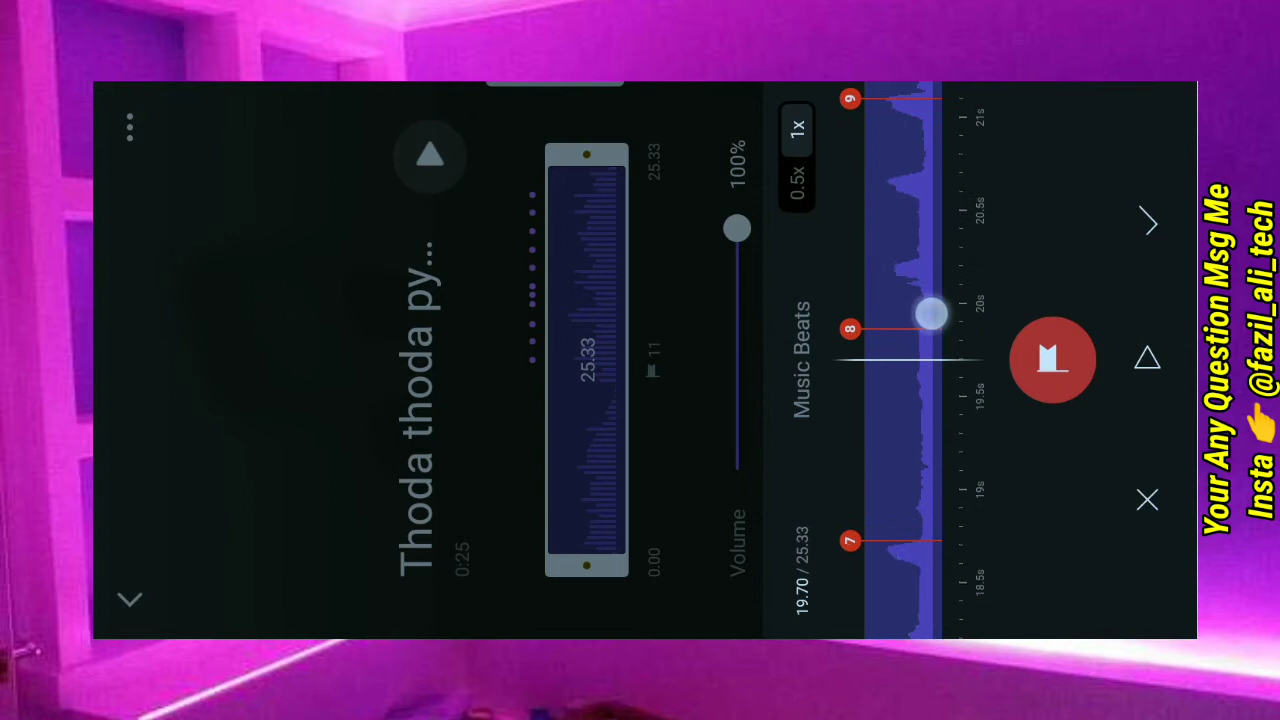 Thoda thoda py...
0:25
25.33
0.00
11
25.33
Volume
100%
19.70 / 25.33
Music Beats
0.5x
1x
7
8
9
18.5s
19s
19.5s
20s
20.5s
21s
Your Any Question Msg Me
Insta 👉 @fazil_ali_tech